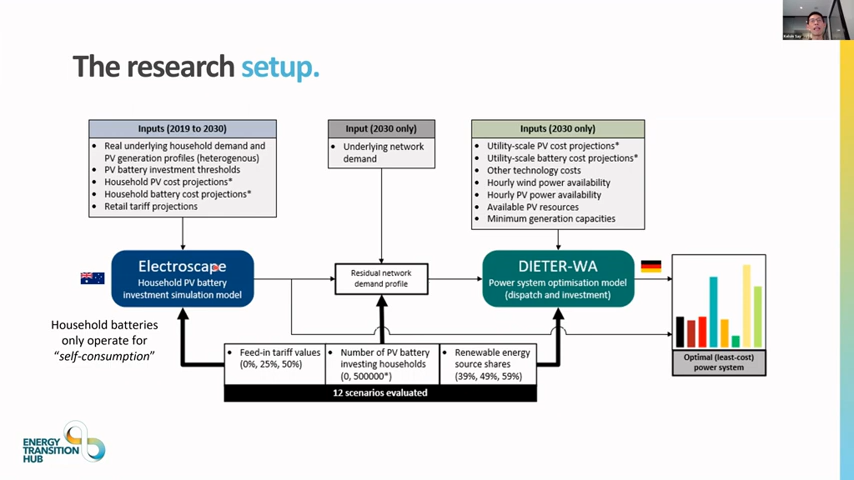 The research setup.
Inputs (2019 to 2030)
• Real underlying household demand and
PV generation profiles (heterogenous)
• PV battery investment thresholds
• Household PV cost projections*
• Household battery cost projections*
• Retail tariff projections
Input (2030 only)
• Underlying network
demand
Inputs (2030 only)
• Utility-scale PV cost projections*
• Utility-scale battery cost projections*
• Other technology costs
• Hourly wind power availability
• Hourly PV power availability
• Available PV resources
• Minimum generation capacities
Electroscape
Household PV battery
investment simulation model
Residual network
demand profile
DIETER-WA
Power system optimisation model
(dispatch and investment)
Household batteries
only operate for
“self-consumption”
• Feed-in tariff values
(0%, 25%, 50%)
• Number of PV battery
investing households
(0, 500000*)
• Renewable energy
source shares
(39%, 49%, 59%)
12 scenarios evaluated
Optimal (least-cost)
power system
ENERGY
TRANSITION
HUB